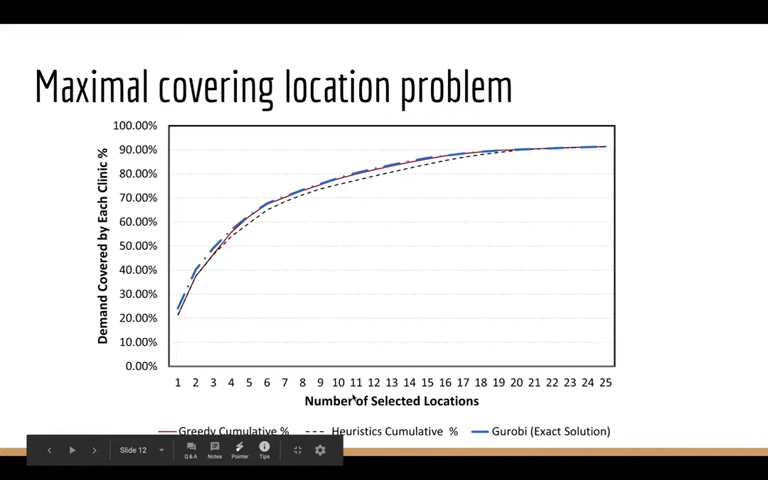 Maximal covering location problem
100.00%
90.00%
80.00%
70.00%
60.00%
50.00%
40.00%
30.00%
20.00%
10.00%
0.00%
Demand Covered by Each Clinic %
1 2 3 4 5 6 7 8 9 10 11 12 13 14 15 16 17 18 19 20 21 22 23 24 25
Number of Selected Locations
Greedy Cumulative % Heuristics Cumulative % Gurobi (Exact Solution)
Slide 12 Q & A Notes Pointer Tips